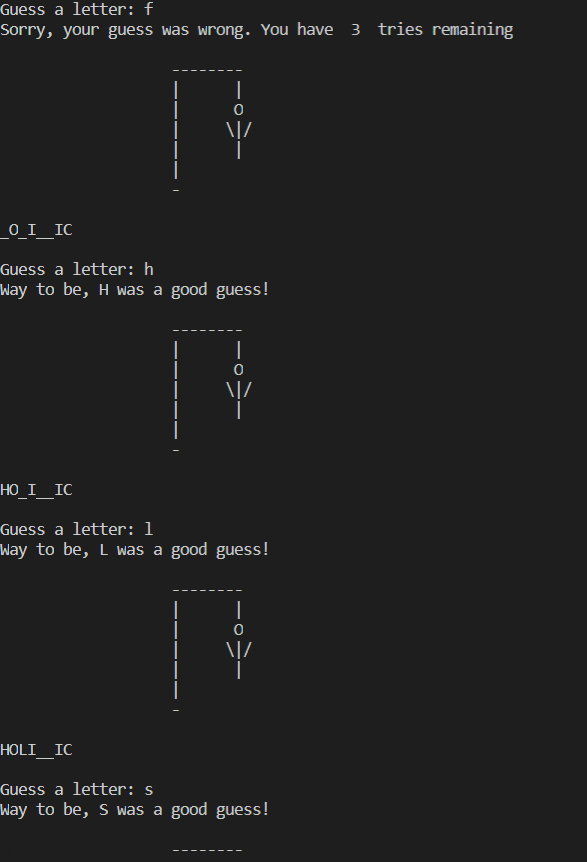 Guess a letter: f
Sorry, your guess was wrong. You have  3  tries remaining
--------
|      |
|      O
|     \|/
|      |
|
-
_O_I__IC
Guess a letter: h
Way to be, H was a good guess!
--------
|      |
|      O
|     \|/
|      |
|
-
HO_I__IC
Guess a letter: l
Way to be, L was a good guess!
--------
|      |
|      O
|     \|/
|      |
|
-
HOLI__IC
Guess a letter: s
Way to be, S was a good guess!
--------